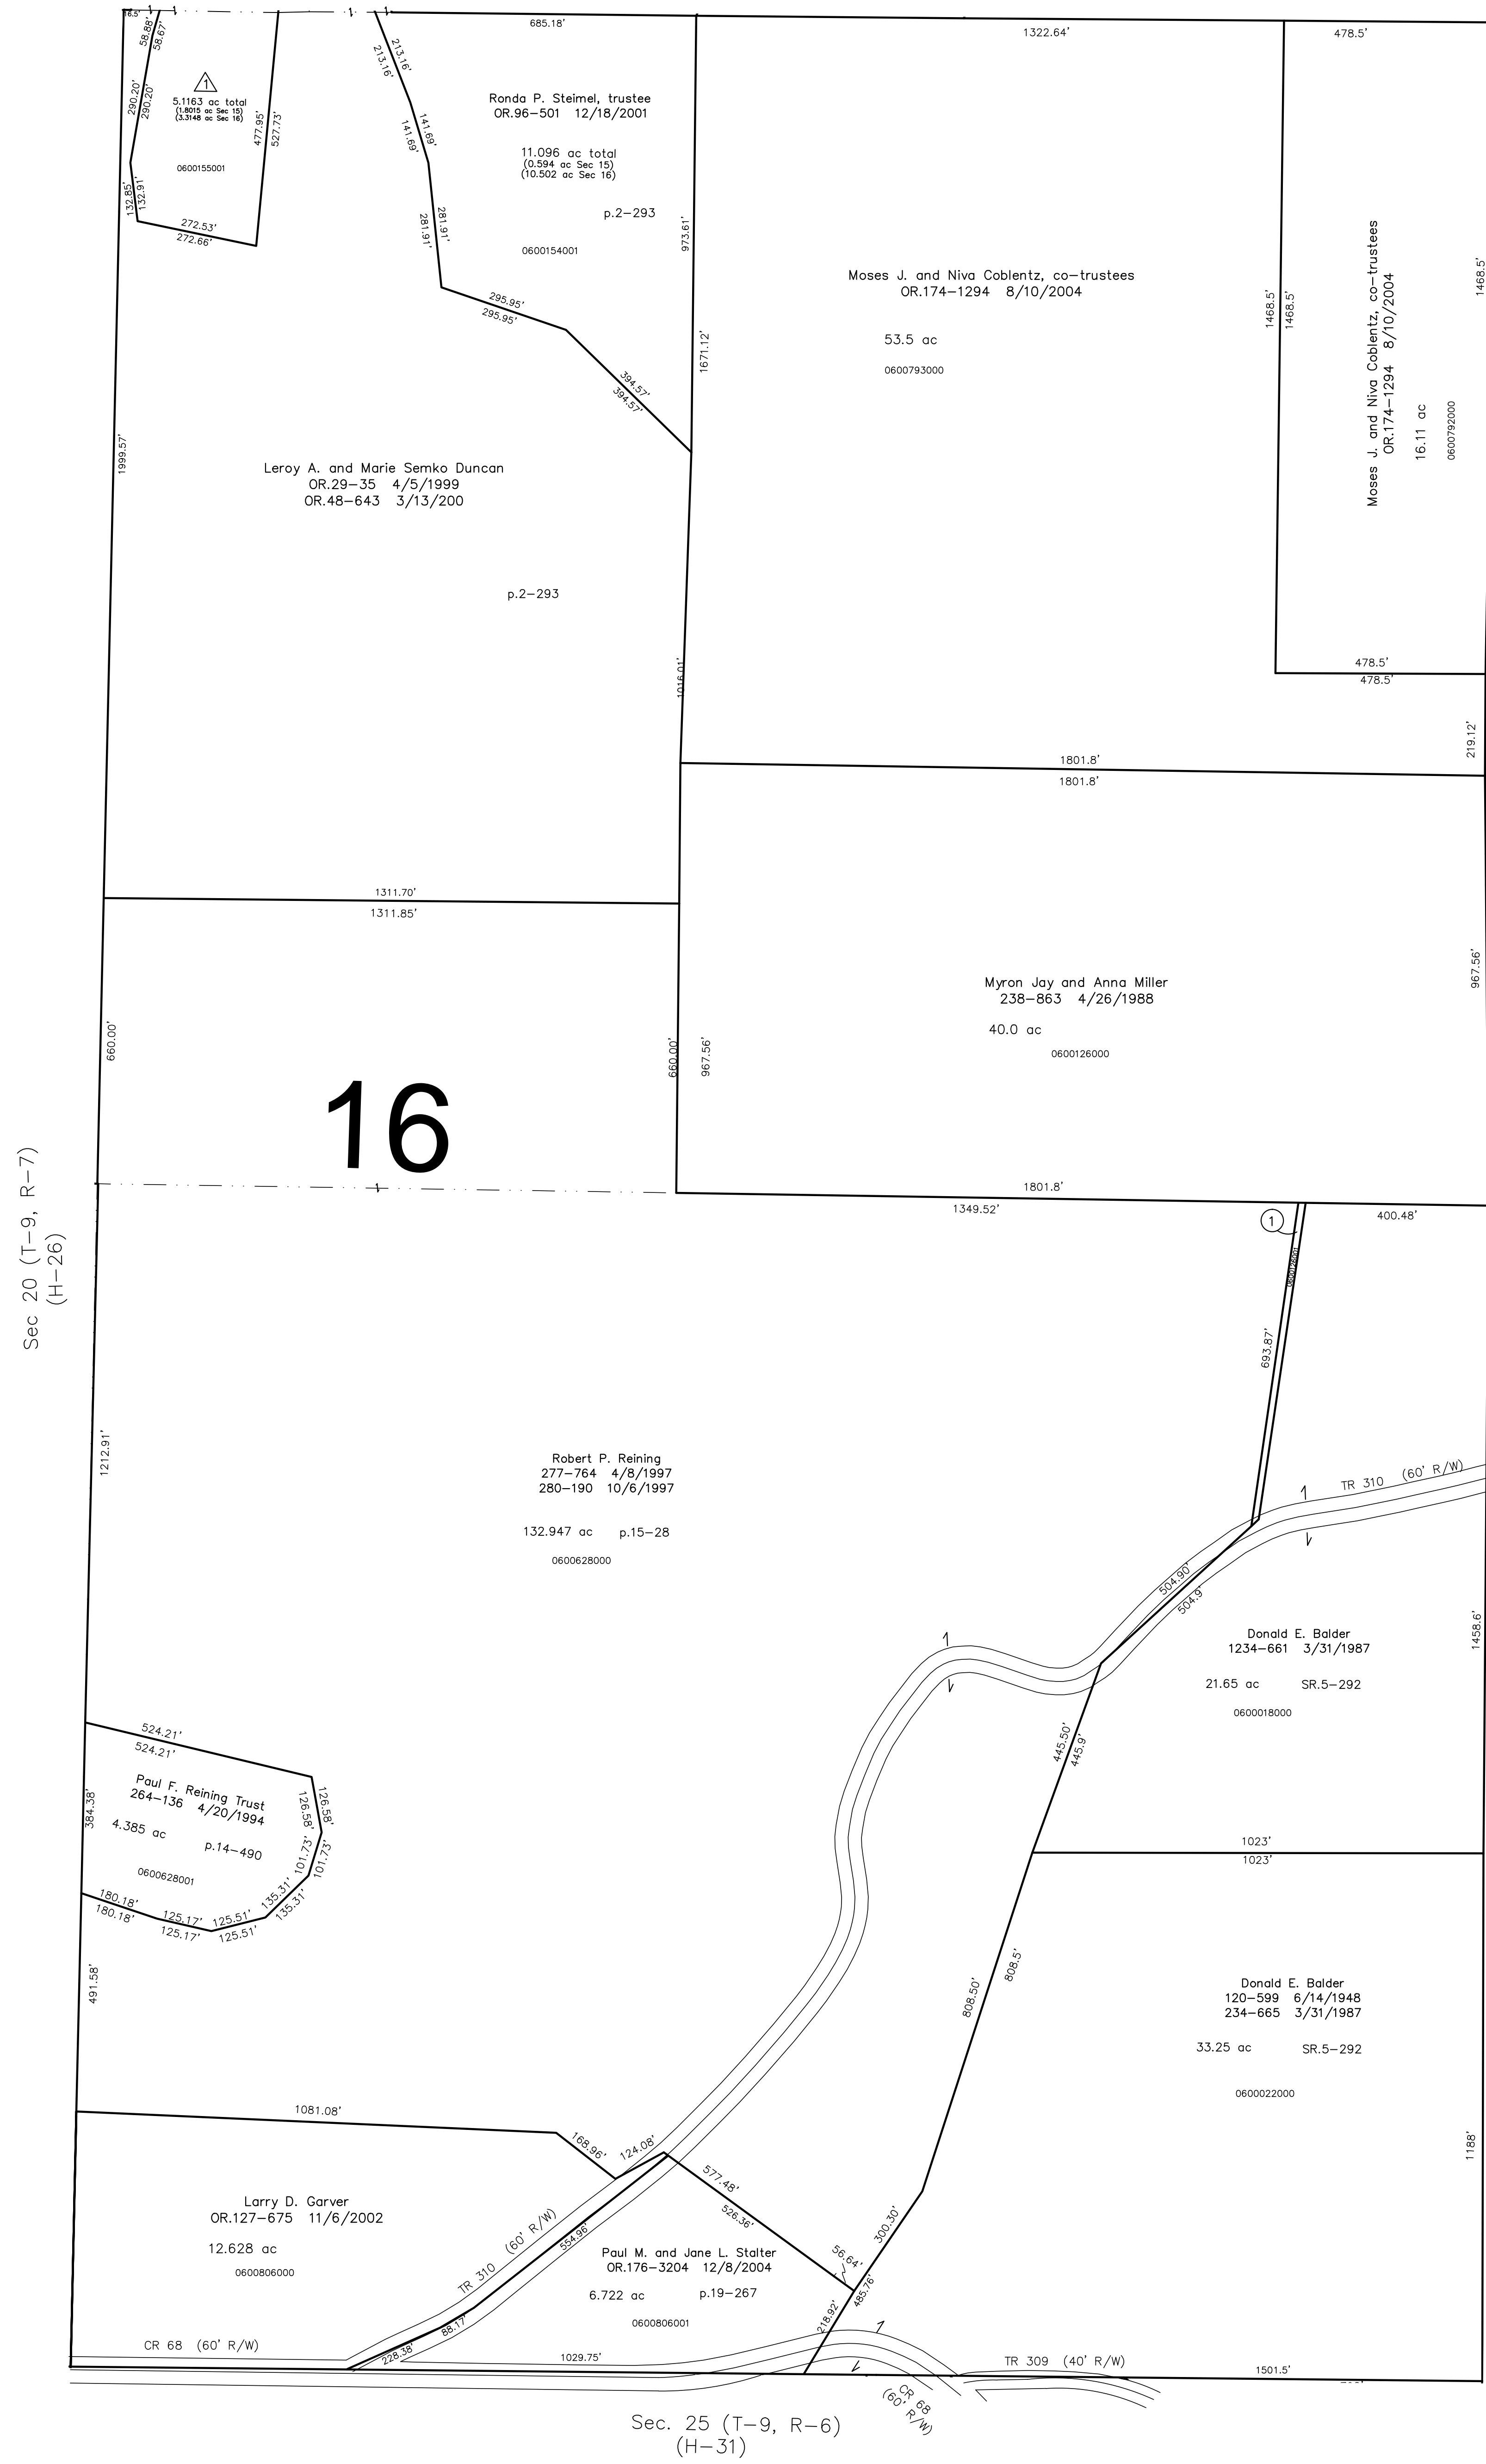 16.5'
58.88'
58.67'
290.20'
290.20'
1
5.1163 ac total
(1.8015 ac Sec 15)
(3.3148 ac Sec 16)
0600155001
477.95'
527.73'
132.85'
132.91'
272.53'
272.66'
213.16'
213.16'
141.69'
141.69'
281.91'
281.91'
295.95'
295.95'
394.57'
394.57'
685.18'
Ronda P. Steimel, trustee
OR.96-501 12/18/2001
11.096 ac total
(0.594 ac Sec 15)
(10.502 ac Sec 16)
p.2-293
0600154001
973.61'
1671.12'
1322.64'
Moses J. and Niva Coblentz, co-trustees
OR.174-1294 8/10/2004
53.5 ac
0600793000
1468.5'
1468.5'
478.5'
Moses J. and Niva Coblentz, co-trustees
OR.174-1294 8/10/2004
16.11 ac
0600792000
1468.5'
478.5'
478.5'
219.12'
1999.57'
Leroy A. and Marie Semko Duncan
OR.29-35 4/5/1999
OR.48-643 3/13/200
p.2-293
1016.01'
1801.8'
1801.8'
1311.70'
1311.85'
660.00'
660.00'
967.56'
Myron Jay and Anna Miller
238-863 4/26/1988
40.0 ac
0600126000
967.56'
16
Sec 20 (T-9, R-7)
(H-26)
1801.8'
1349.52'
1
400.48'
0600126001
693.87'
1212.91'
Robert P. Reining
277-764 4/8/1997
280-190 10/6/1997
132.947 ac p.15-28
0600628000
TR 310 (60' R/W)
504.90'
504.9'
Donald E. Balder
1234-661 3/31/1987
21.65 ac SR.5-292
0600018000
1458.6'
445.50'
445.9'
1023'
1023'
524.21'
524.21'
Paul F. Reining Trust
264-136 4/20/1994
4.385 ac p.14-490
0600628001
384.38'
126.58'
126.58'
101.73'
101.73'
135.31'
135.31'
125.51'
125.51'
125.17'
125.17'
180.18'
180.18'
491.58'
808.50'
808.5'
Donald E. Balder
120-599 6/14/1948
234-665 3/31/1987
33.25 ac SR.5-292
0600022000
1188'
1081.08'
168.96'
124.08'
Larry D. Garver
OR.127-675 11/6/2002
12.628 ac
0600806000
TR 310 (60' R/W)
554.96'
88.17'
228.38'
577.48'
526.36'
Paul M. and Jane L. Stalter
OR.176-3204 12/8/2004
6.722 ac p.19-267
0600806001
56.64'
300.30'
485.76'
218.92'
CR 68 (60' R/W)
1029.75'
TR 309 (40' R/W)
1501.5'
CR 68
(60' R/W)
Sec. 25 (T-9, R-6)
(H-31)